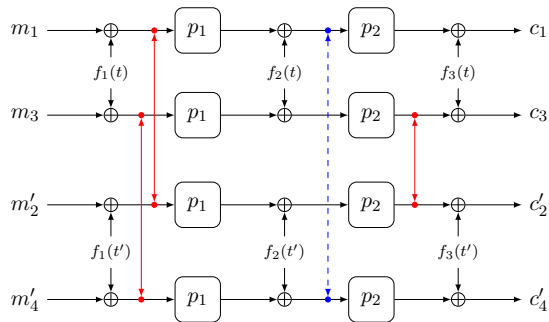 m₁ p₁ p₂ c₁
f₁(t) f₂(t) f₃(t)
m₃ p₁ p₂ c₃
m′₂ p₁ p₂ c′₂
f₁(t′) f₂(t′) f₃(t′)
m′₄ p₁ p₂ c′₄